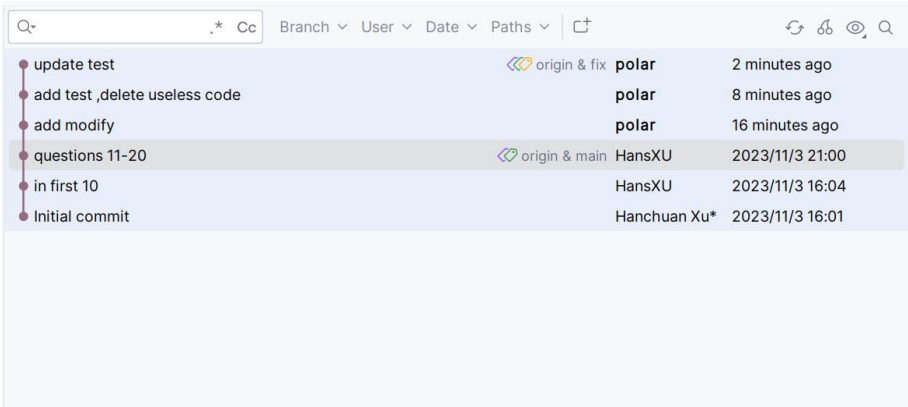 .* Cc Branch User Date Paths
update test origin & fix polar 2 minutes ago
add test ,delete useless code polar 8 minutes ago
add modify polar 16 minutes ago
questions 11-20 origin & main HansXU 2023/11/3 21:00
in first 10 HansXU 2023/11/3 16:04
Initial commit Hanchuan Xu* 2023/11/3 16:01